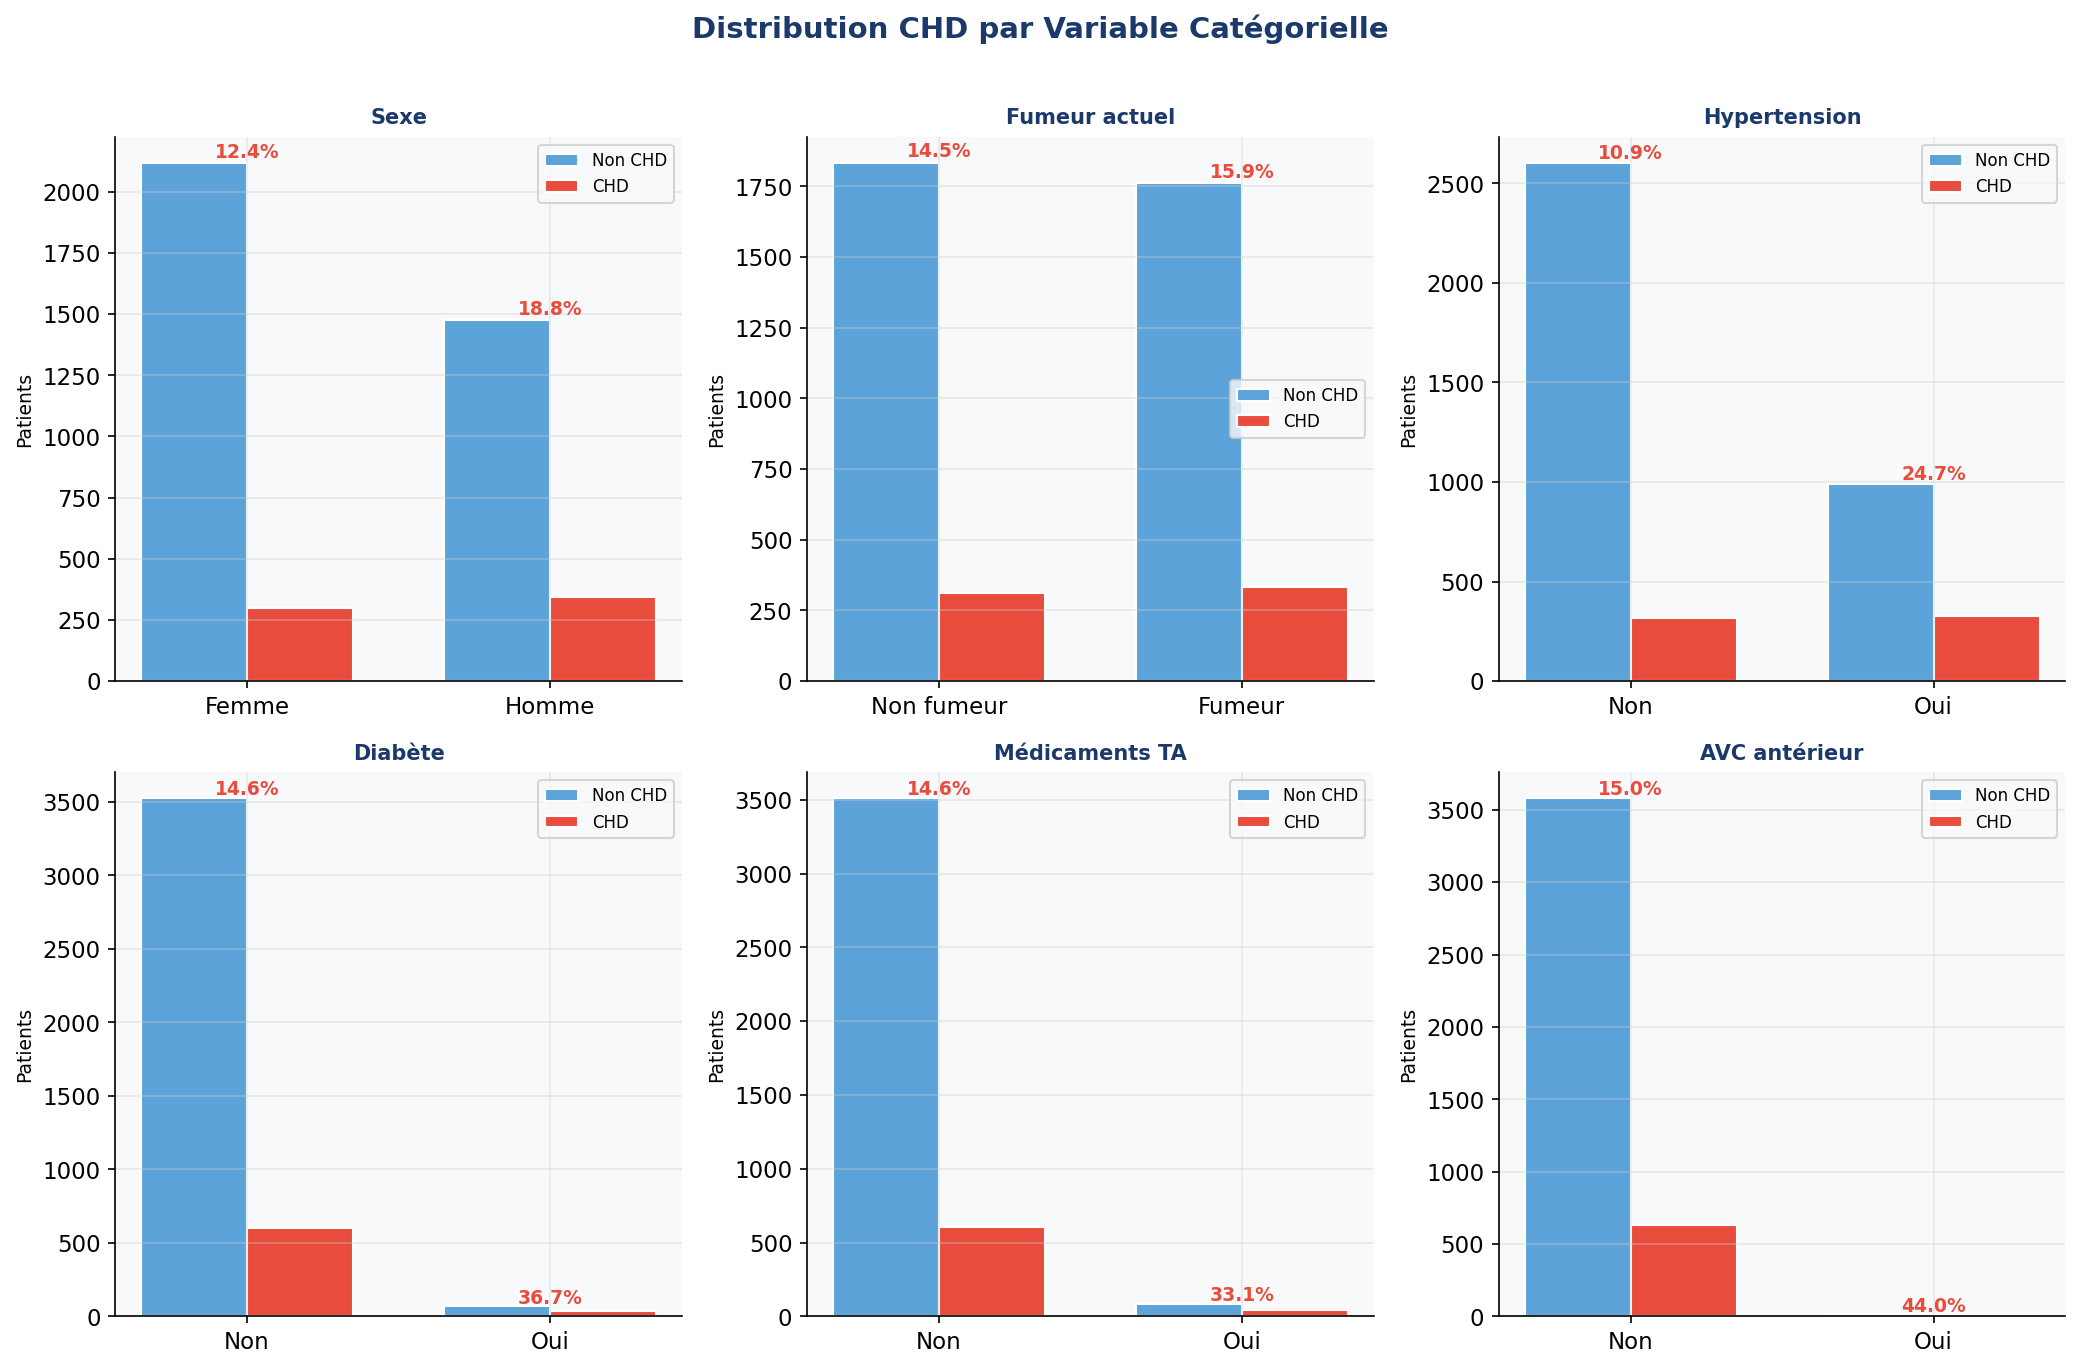 Distribution CHD par Variable Catégorielle
Sexe
Patients
2000
1750
1500
1250
1000
750
500
250
0
12.4%
18.8%
Non CHD
CHD
Femme
Homme
Fumeur actuel
Patients
1750
1500
1250
1000
750
500
250
0
14.5%
15.9%
Non CHD
CHD
Non fumeur
Fumeur
Hypertension
Patients
2500
2000
1500
1000
500
0
10.9%
24.7%
Non CHD
CHD
Non
Oui
Diabète
Patients
3500
3000
2500
2000
1500
1000
500
0
14.6%
36.7%
Non CHD
CHD
Non
Oui
Médicaments TA
Patients
3500
3000
2500
2000
1500
1000
500
0
14.6%
33.1%
Non CHD
CHD
Non
Oui
AVC antérieur
Patients
3500
3000
2500
2000
1500
1000
500
0
15.0%
44.0%
Non CHD
CHD
Non
Oui